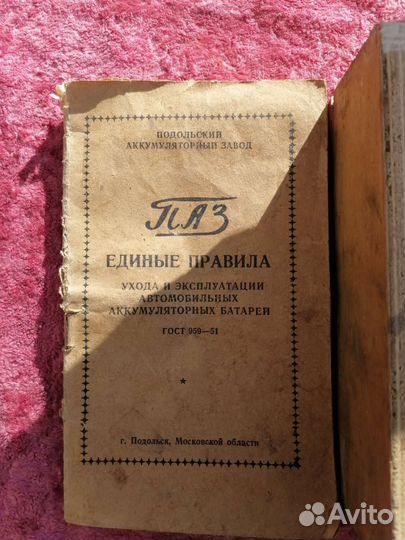 ПОДОЛЬСКИЙ
АККУМУЛЯТОРНЫЙ ЗАВОД
ПАЗ
ЕДИНЫЕ ПРАВИЛА
УХОДА И ЭКСПЛУАТАЦИИ
АВТОМОБИЛЬНЫХ
АККУМУЛЯТОРНЫХ БАТАРЕЙ
ГОСТ 959—51
г. Подольск, Московской области
Avito